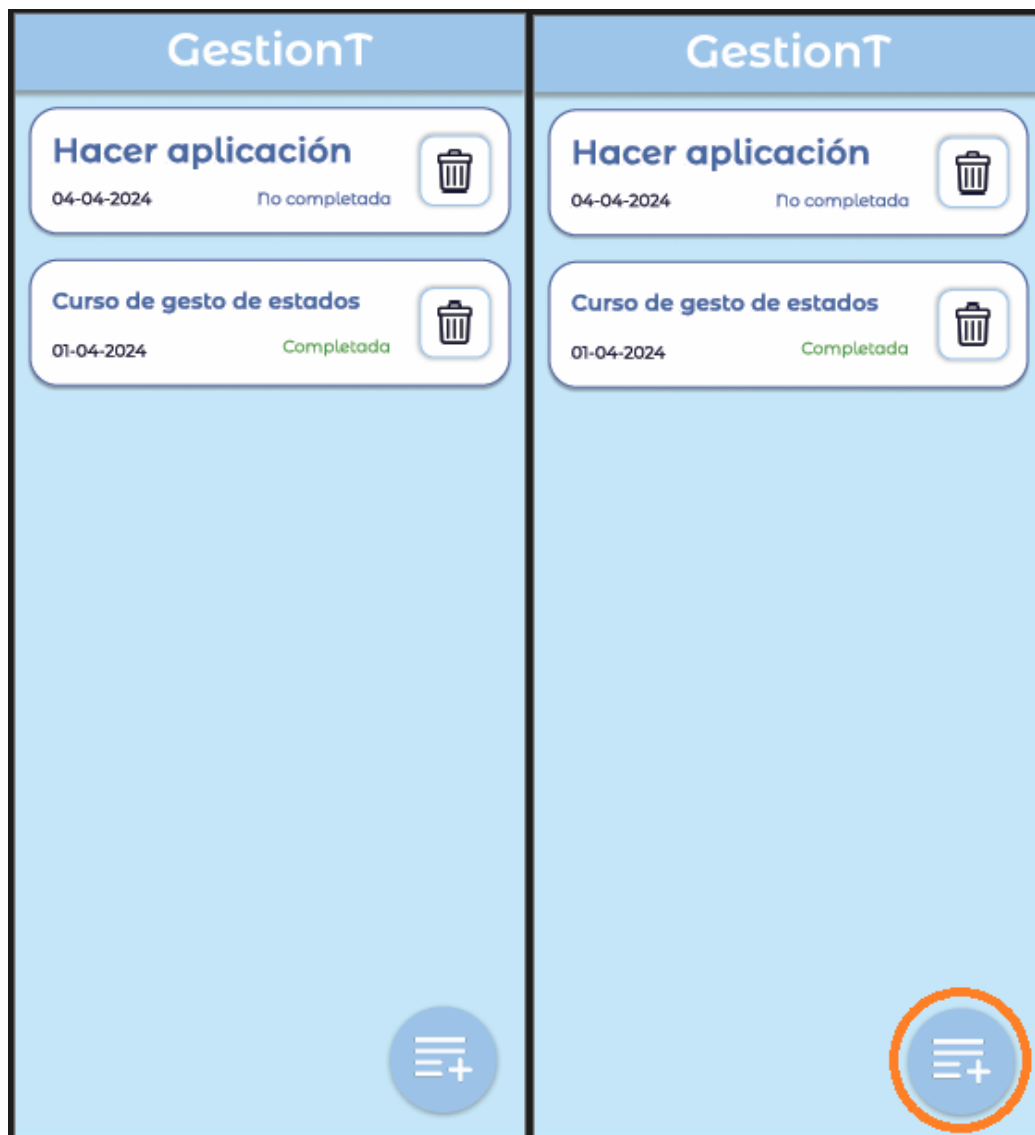 GestionT
Hacer aplicación
04-04-2024 No completada
Curso de gesto de estados
01-04-2024 Completada
GestionT
Hacer aplicación
04-04-2024 No completada
Curso de gesto de estados
01-04-2024 Completada